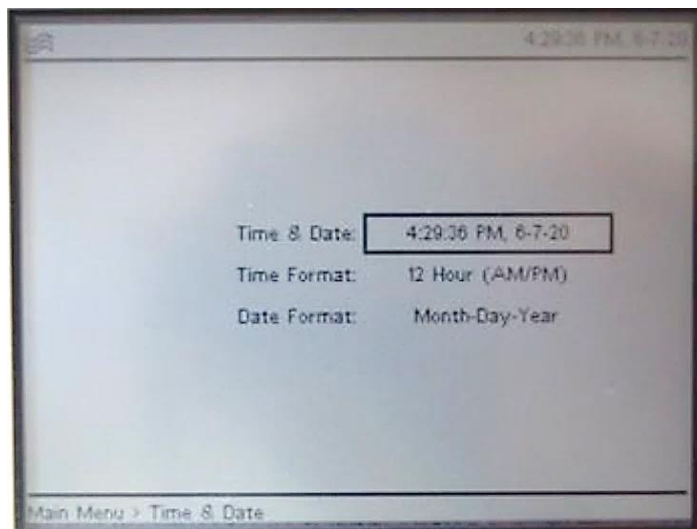 4:29:36 PM, 6-7-20
Time & Date: 4:29:36 PM, 6-7-20
Time Format: 12 Hour (AM/PM)
Date Format: Month-Day-Year
Main Menu > Time & Date